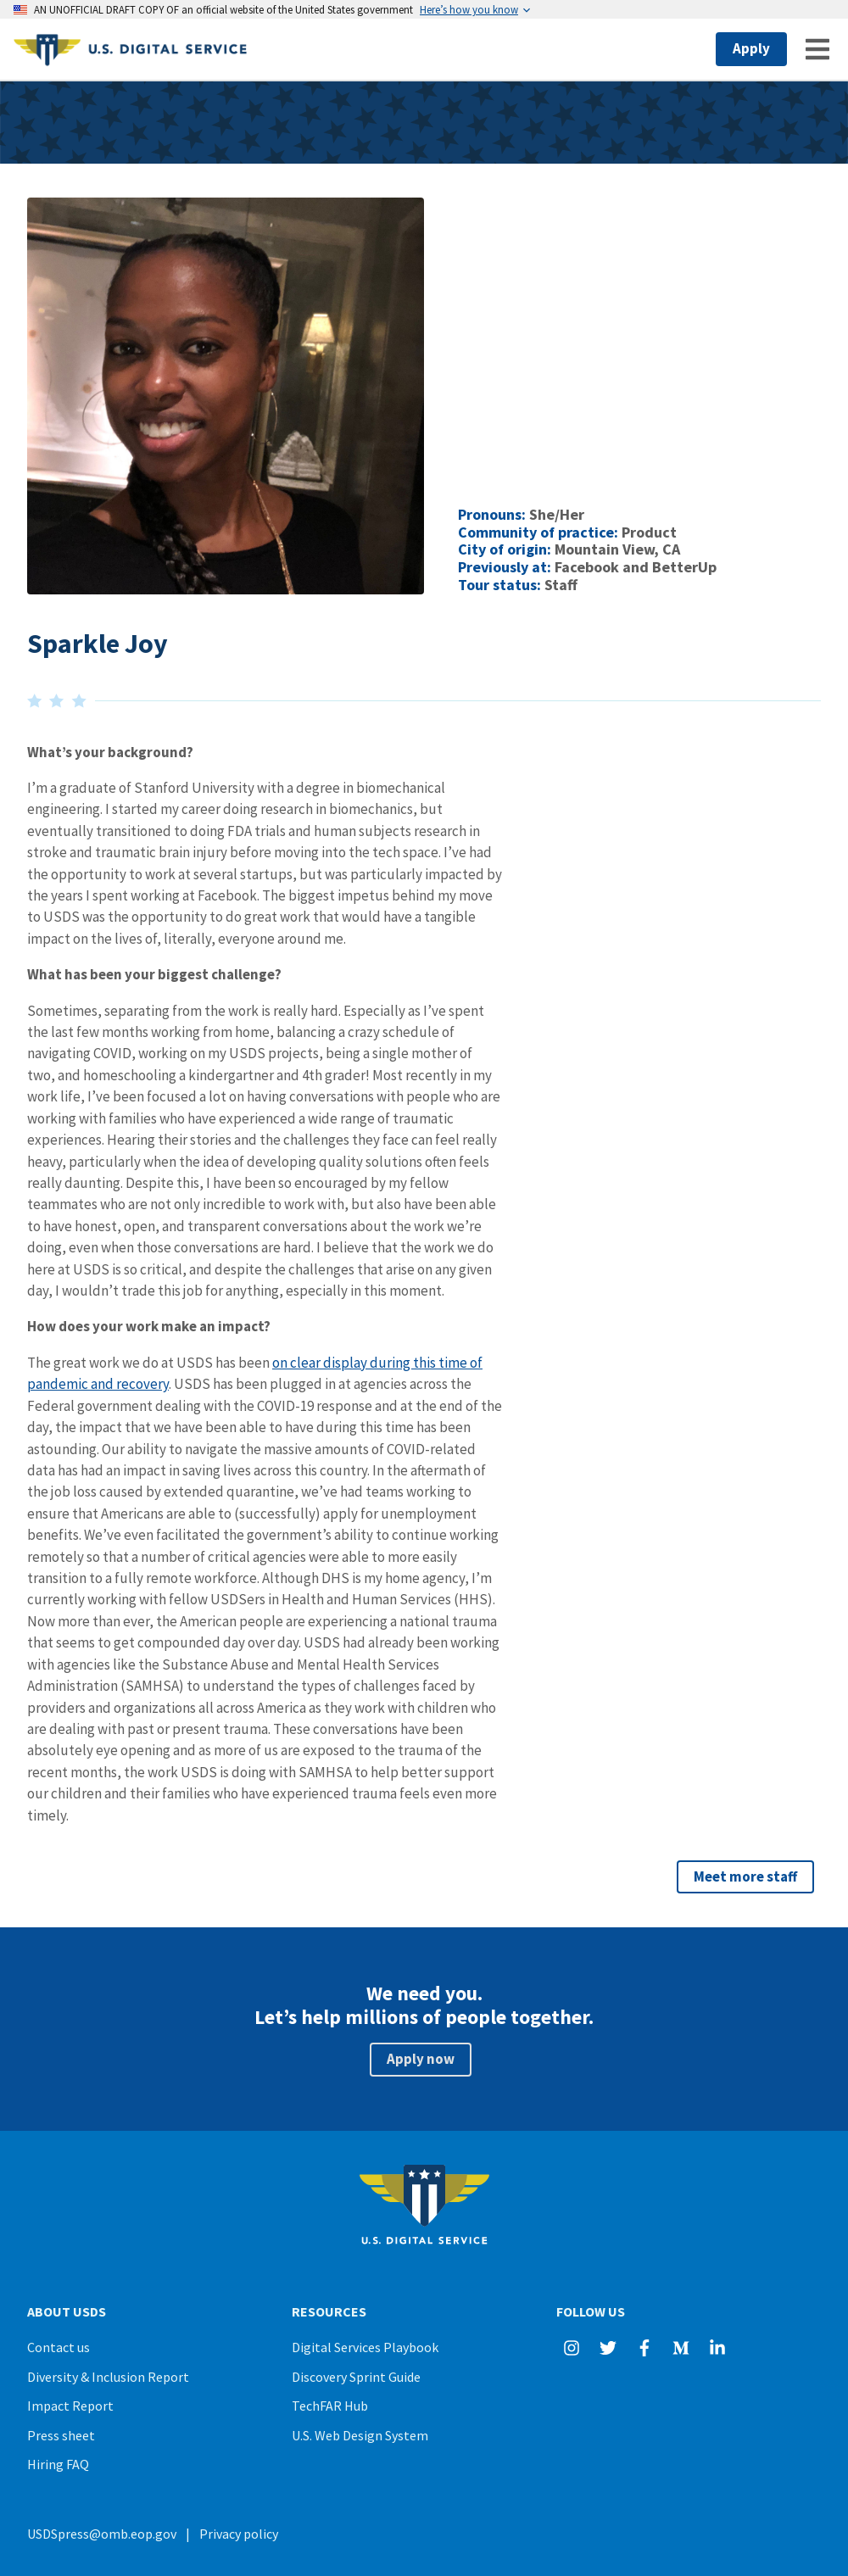 AN UNOFFICIAL DRAFT COPY OF an official website of the United States government Here’s how you know
U.S. DIGITAL SERVICE
Apply
Pronouns: She/Her
Community of practice: Product
City of origin: Mountain View, CA
Previously at: Facebook and BetterUp
Tour status: Staff
Sparkle Joy
What’s your background?
I’m a graduate of Stanford University with a degree in biomechanical
engineering. I started my career doing research in biomechanics, but
eventually transitioned to doing FDA trials and human subjects research in
stroke and traumatic brain injury before moving into the tech space. I’ve had
the opportunity to work at several startups, but was particularly impacted by
the years I spent working at Facebook. The biggest impetus behind my move
to USDS was the opportunity to do great work that would have a tangible
impact on the lives of, literally, everyone around me.
What has been your biggest challenge?
Sometimes, separating from the work is really hard. Especially as I’ve spent
the last few months working from home, balancing a crazy schedule of
navigating COVID, working on my USDS projects, being a single mother of
two, and homeschooling a kindergartner and 4th grader! Most recently in my
work life, I’ve been focused a lot on having conversations with people who are
working with families who have experienced a wide range of traumatic
experiences. Hearing their stories and the challenges they face can feel really
heavy, particularly when the idea of developing quality solutions often feels
really daunting. Despite this, I have been so encouraged by my fellow
teammates who are not only incredible to work with, but also have been able
to have honest, open, and transparent conversations about the work we’re
doing, even when those conversations are hard. I believe that the work we do
here at USDS is so critical, and despite the challenges that arise on any given
day, I wouldn’t trade this job for anything, especially in this moment.
How does your work make an impact?
The great work we do at USDS has been on clear display during this time of
pandemic and recovery. USDS has been plugged in at agencies across the
Federal government dealing with the COVID-19 response and at the end of the
day, the impact that we have been able to have during this time has been
astounding. Our ability to navigate the massive amounts of COVID-related
data has had an impact in saving lives across this country. In the aftermath of
the job loss caused by extended quarantine, we’ve had teams working to
ensure that Americans are able to (successfully) apply for unemployment
benefits. We’ve even facilitated the government’s ability to continue working
remotely so that a number of critical agencies were able to more easily
transition to a fully remote workforce. Although DHS is my home agency, I’m
currently working with fellow USDSers in Health and Human Services (HHS).
Now more than ever, the American people are experiencing a national trauma
that seems to get compounded day over day. USDS had already been working
with agencies like the Substance Abuse and Mental Health Services
Administration (SAMHSA) to understand the types of challenges faced by
providers and organizations all across America as they work with children who
are dealing with past or present trauma. These conversations have been
absolutely eye opening and as more of us are exposed to the trauma of the
recent months, the work USDS is doing with SAMHSA to help better support
our children and their families who have experienced trauma feels even more
timely.
Meet more staff
We need you.
Let’s help millions of people together.
Apply now
U.S. DIGITAL SERVICE
ABOUT USDS
Contact us
Diversity & Inclusion Report
Impact Report
Press sheet
Hiring FAQ
RESOURCES
Digital Services Playbook
Discovery Sprint Guide
TechFAR Hub
U.S. Web Design System
FOLLOW US
USDSpress@omb.eop.gov | Privacy policy